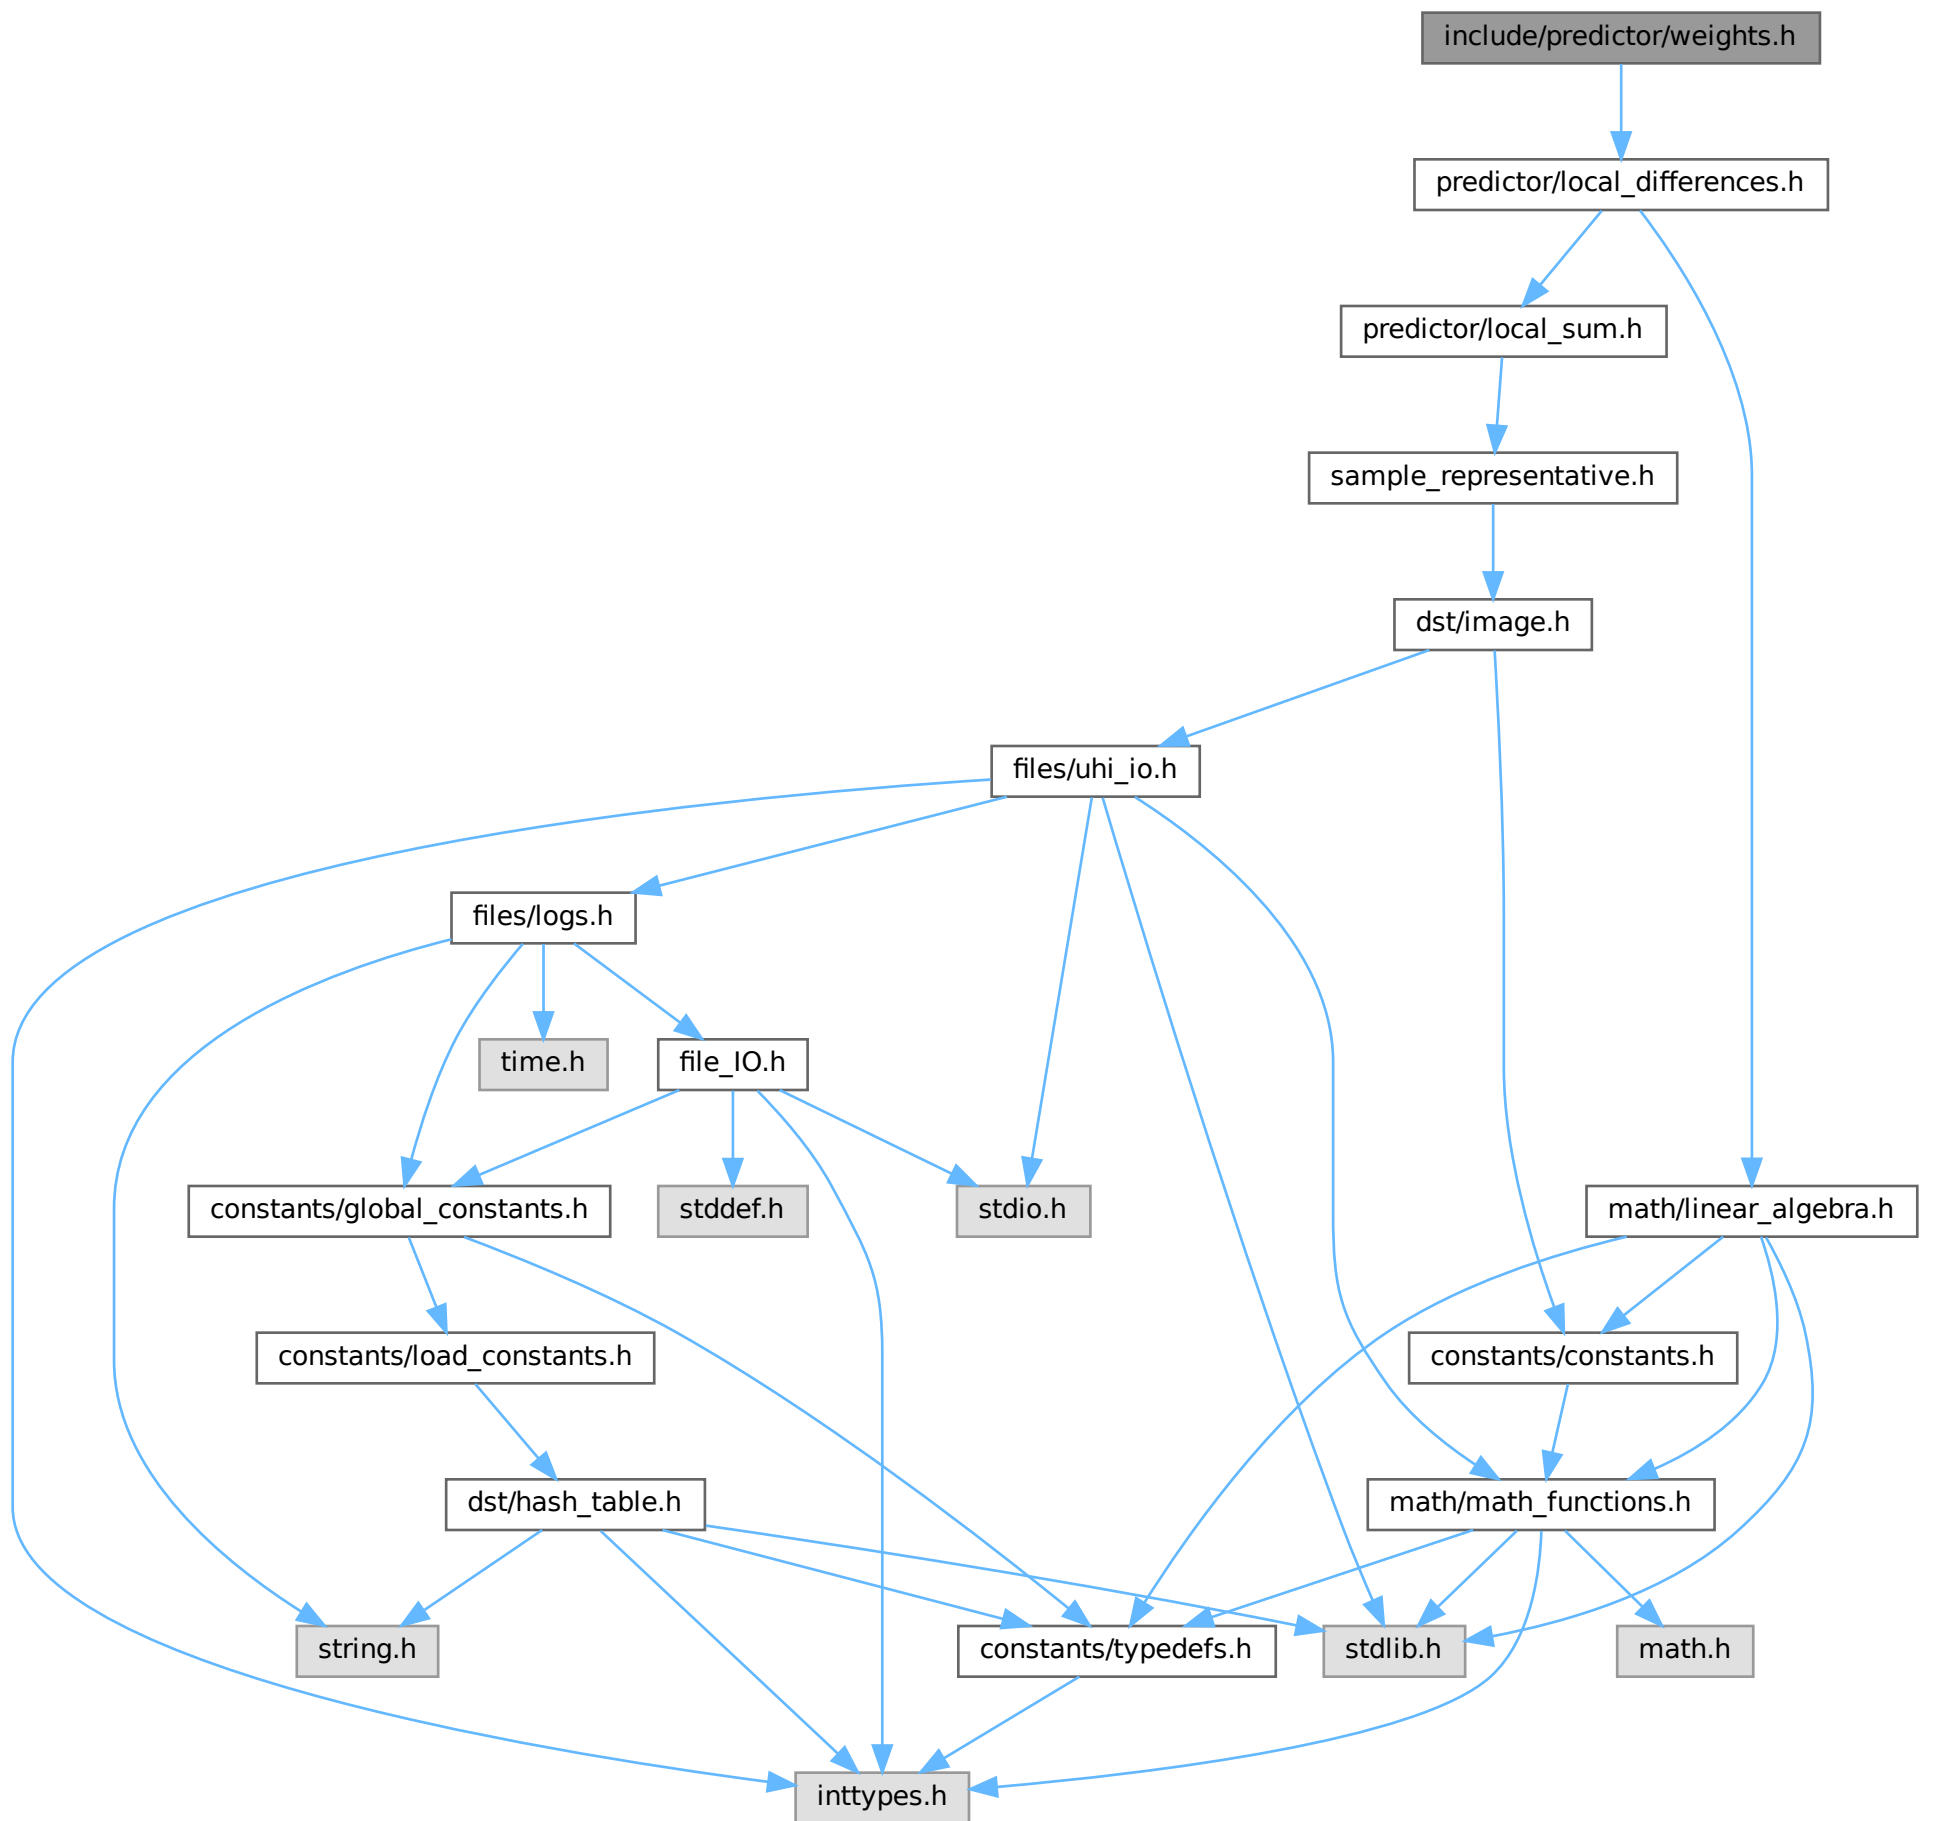 include/predictor/weights.h
predictor/local_differences.h
predictor/local_sum.h
sample_representative.h
dst/image.h
files/uhi_io.h
files/logs.h
time.h
file_IO.h
constants/global_constants.h
stddef.h
stdio.h
math/linear_algebra.h
constants/load_constants.h
constants/constants.h
dst/hash_table.h
math/math_functions.h
string.h
constants/typedefs.h
stdlib.h
math.h
inttypes.h